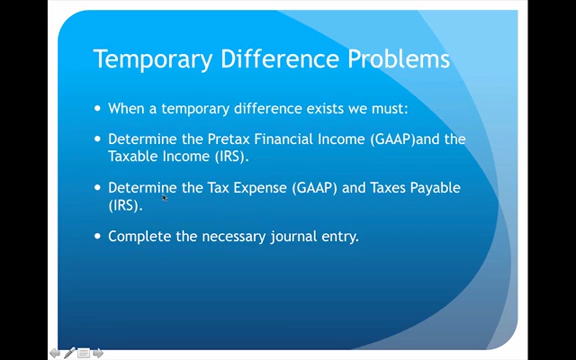 Temporary Difference Problems
• When a temporary difference exists we must:
• Determine the Pretax Financial Income (GAAP)and the
Taxable Income (IRS).
• Determine the Tax Expense (GAAP) and Taxes Payable
(IRS).
• Complete the necessary journal entry.